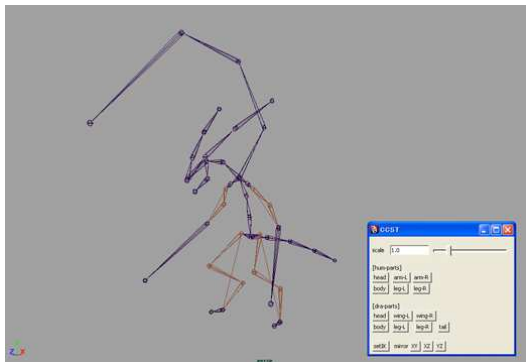 CCST
scale 1.0
[hum-parts]
head arm-L arm-R
body leg-L leg-R
[dra-parts]
head wing-L wing-R
body leg-L leg-R tail
setIK mirror XY XZ YZ
Z X